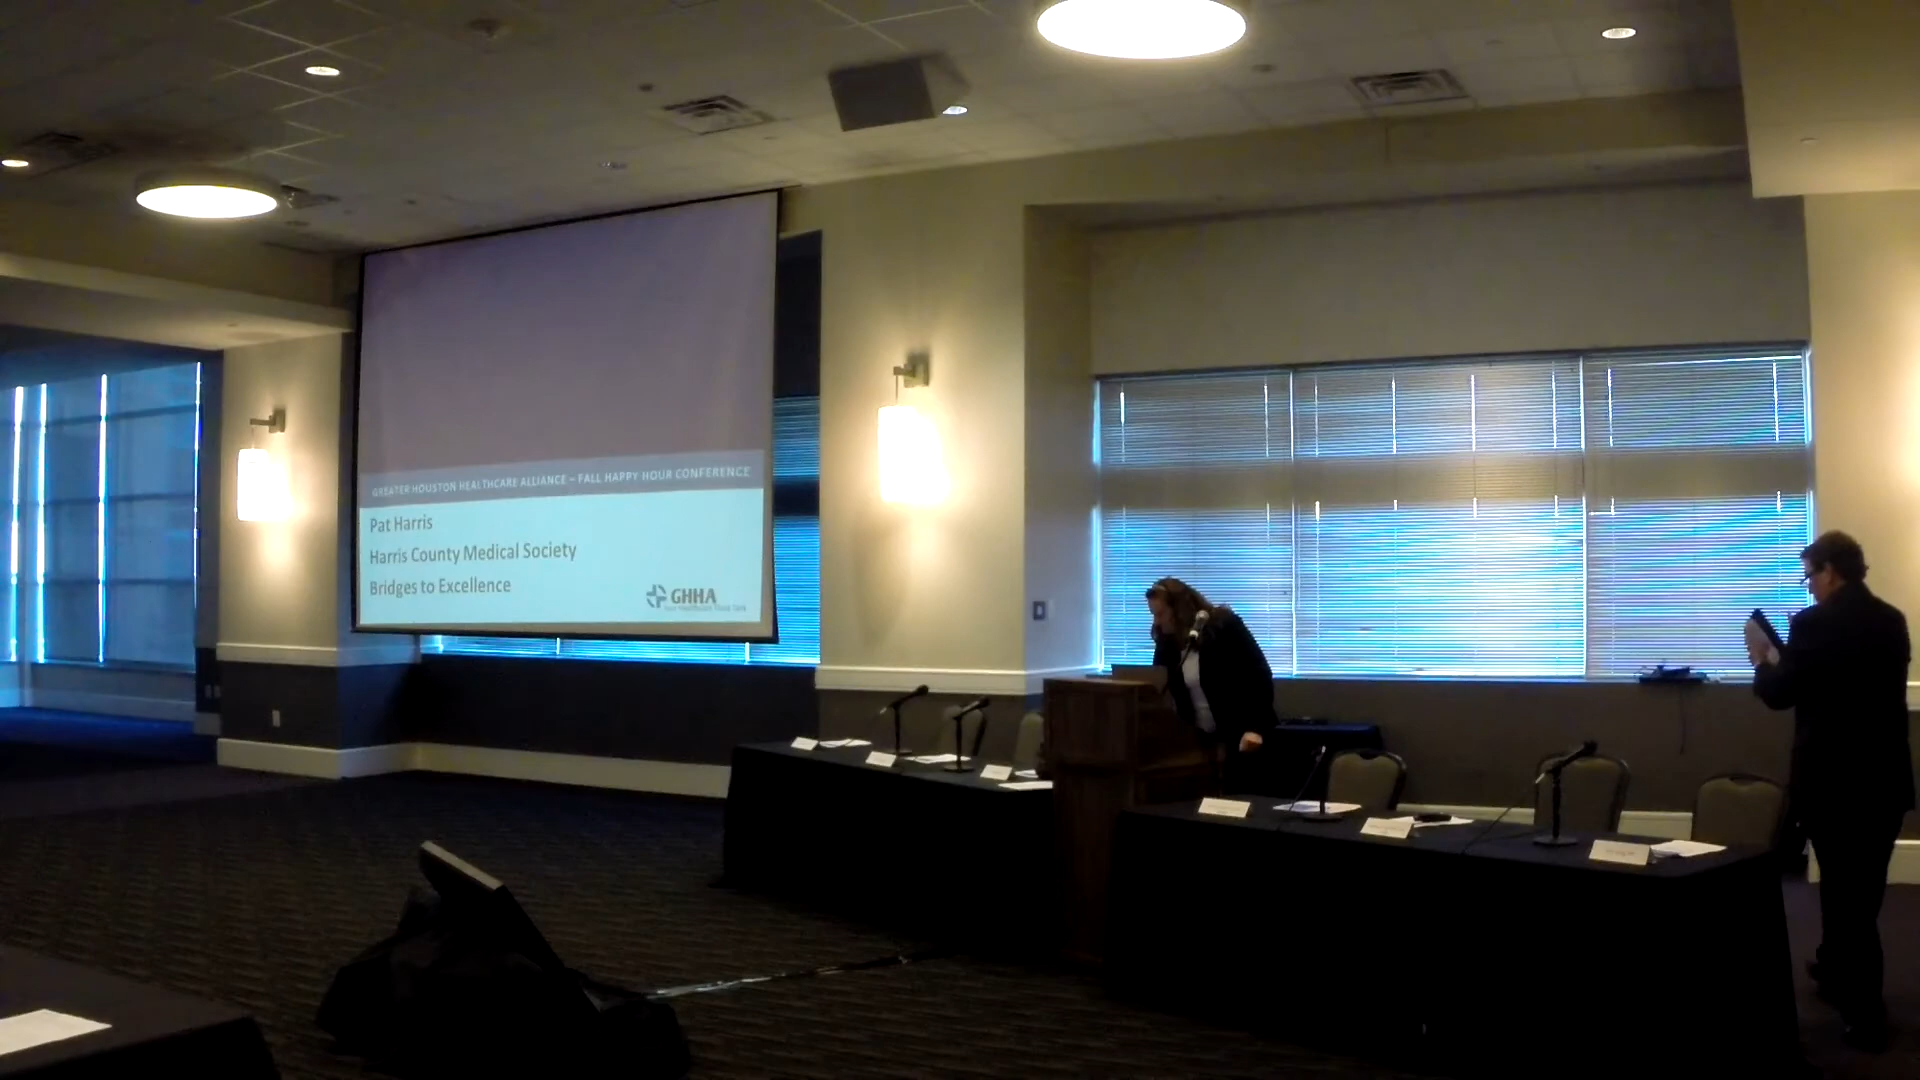 GREATER HOUSTON HEALTHCARE ALLIANCE – FALL HAPPY HOUR CONFERENCE
Pat Harris
Harris County Medical Society
Bridges to Excellence
GHHA